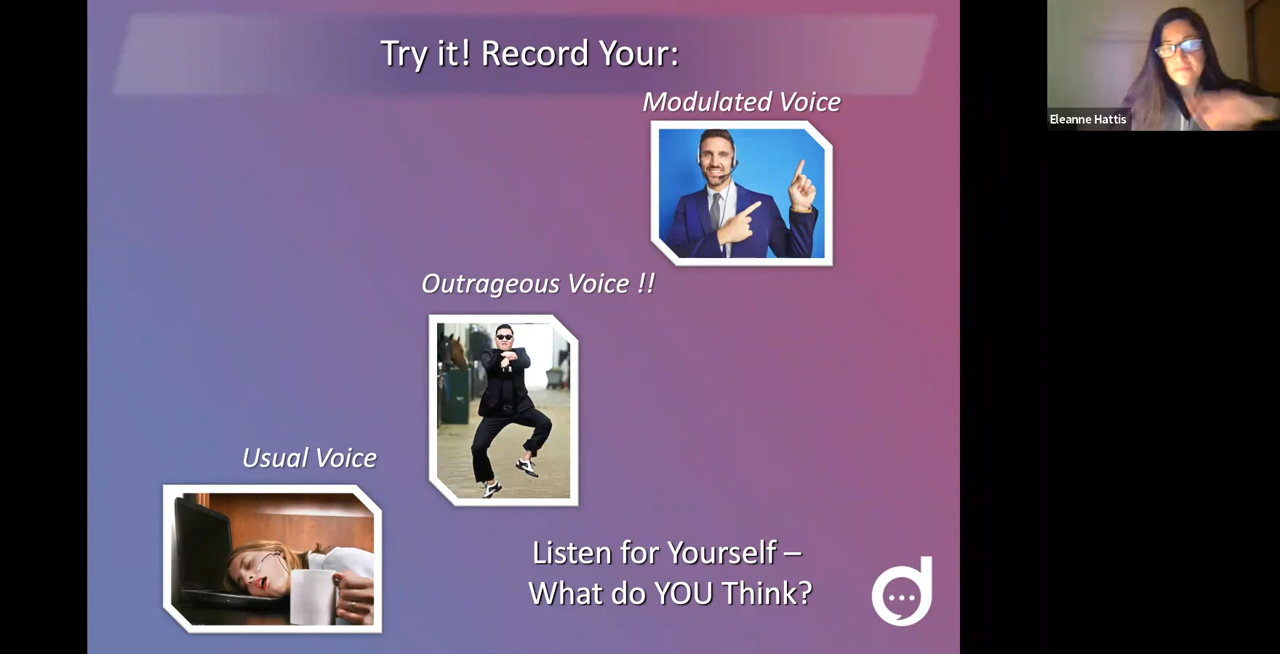 Try it! Record Your:
Modulated Voice
Outrageous Voice !!
Usual Voice
Listen for Yourself –
What do YOU Think?
Eleanne Hattis